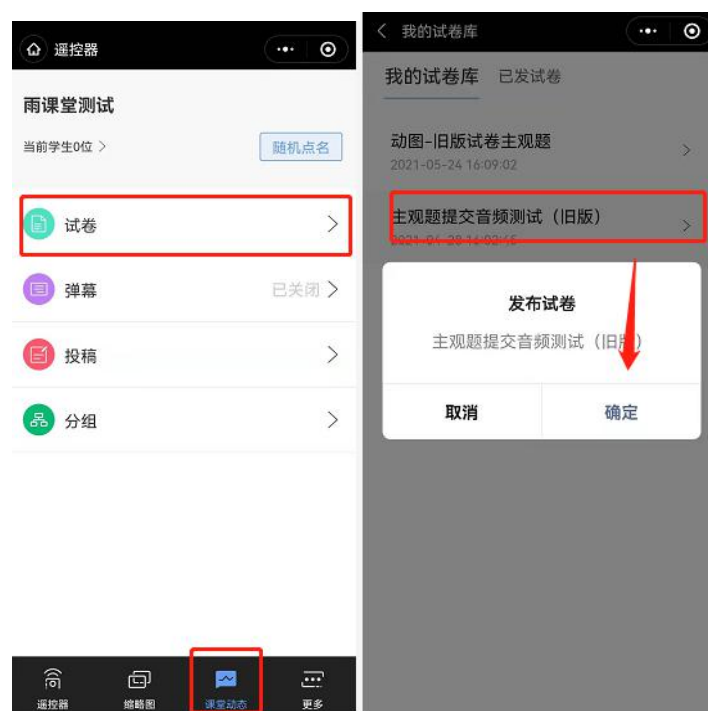 遥控器
雨课堂测试
当前学生0位 >
随机点名
试卷
弹幕
已关闭
投稿
分组
遥控器
缩略图
课堂动态
更多
我的试卷库
我的试卷库 已发试卷
动图-旧版试卷主观题
2021-05-24 16:09:02
主观题提交音频测试（旧版）
发布试卷
主观题提交音频测试（旧版）
取消
确定